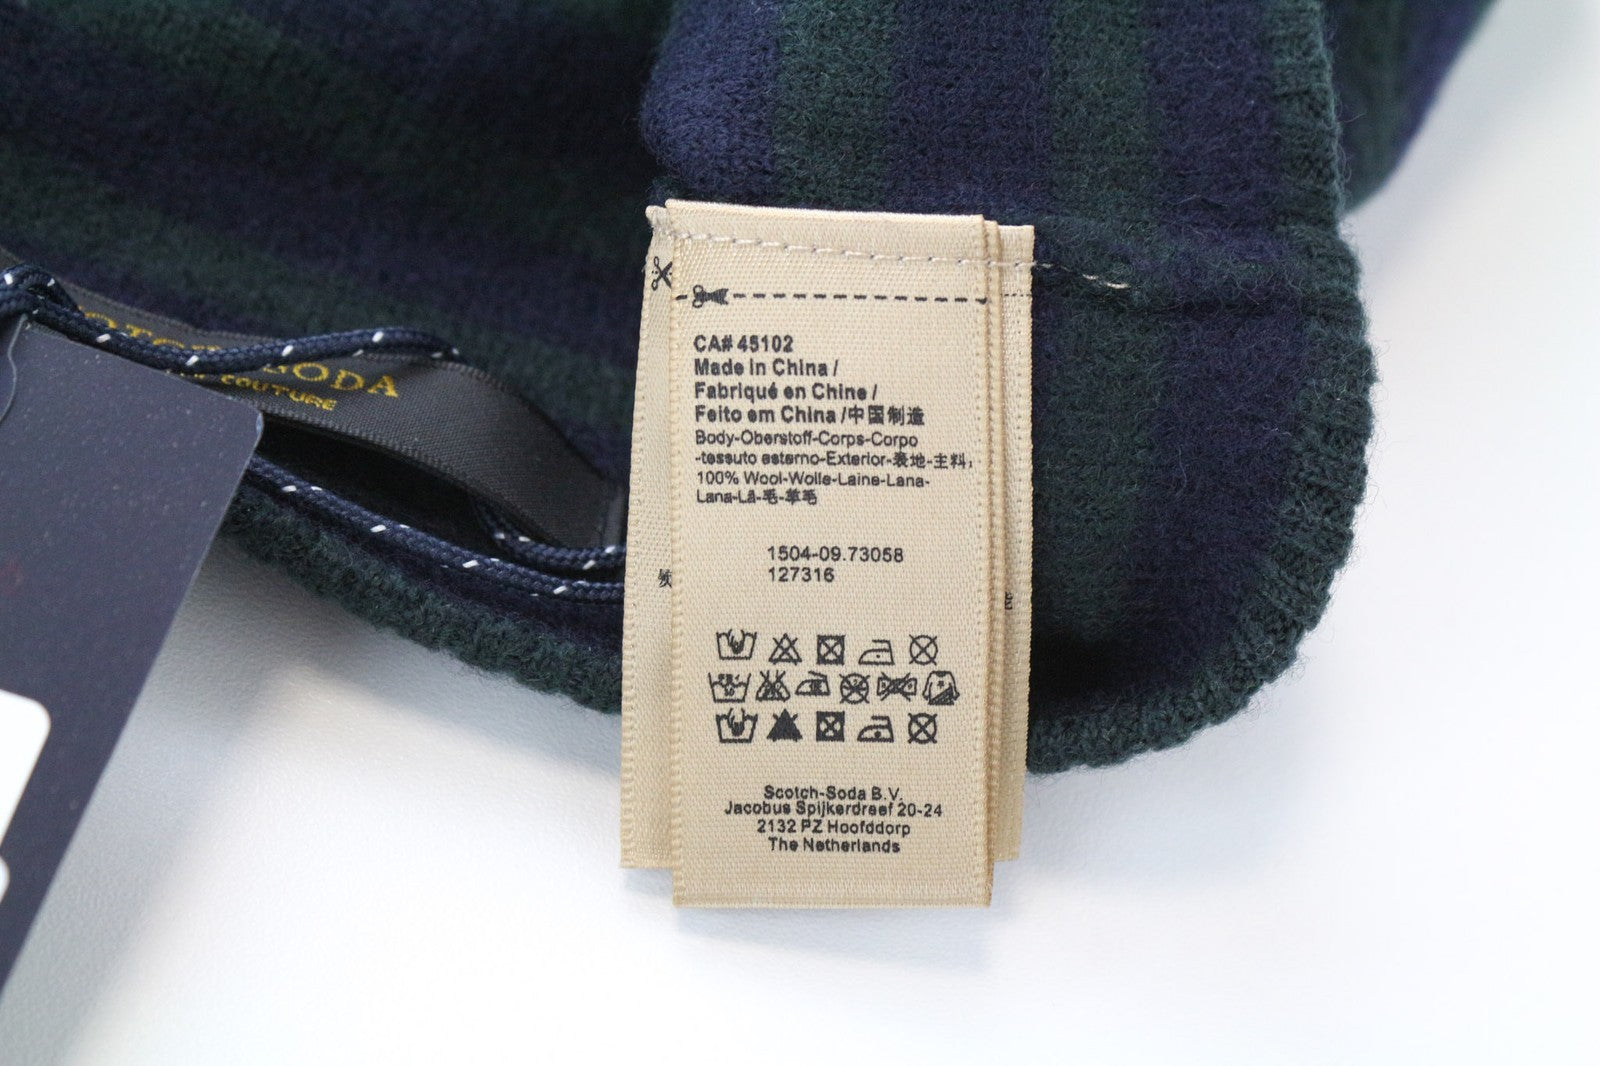 SODA
COUTURE
CA# 45102
Made in China /
Fabriqué en Chine /
Feito em China /中国制造
Body-Oberstoff-Corps-Corpo
-tessuto esterno-Exterior-表地-主料:
100% Wool-Wolle-Laine-Lana-
Lana-Lã-毛-羊毛
1504-09.73058
127316
Scotch-Soda B.V.
Jacobus Spijkerdreef 20-24
2132 PZ Hoofddorp
The Netherlands